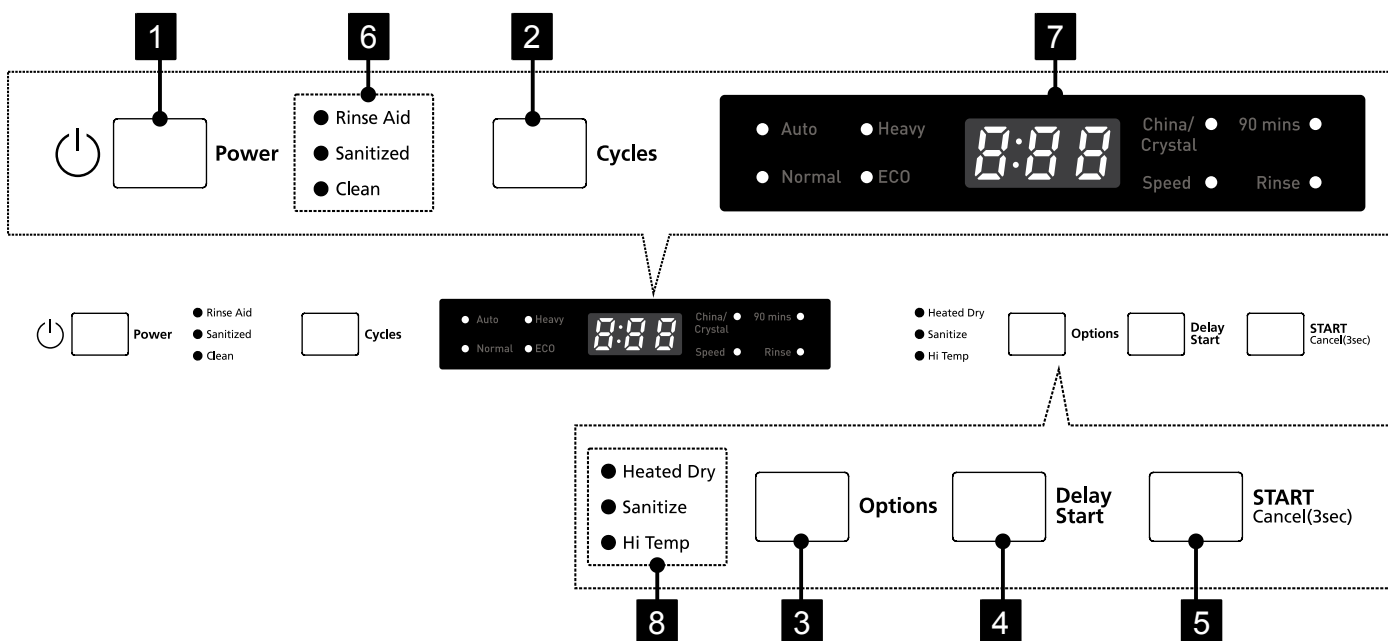 1
6
2
7
Power
Rinse Aid
Sanitized
Clean
Cycles
Auto
Heavy
Normal
ECO
8:88
China/
Crystal
90 mins
Speed
Rinse
Power
Rinse Aid
Sanitized
Clean
Cycles
Auto
Heavy
Normal
ECO
8:88
China/
Crystal
90 mins
Speed
Rinse
Heated Dry
Sanitize
Hi Temp
Options
Delay
Start
START
Cancel(3sec)
Heated Dry
Sanitize
Hi Temp
Options
Delay
Start
START
Cancel(3sec)
8
3
4
5